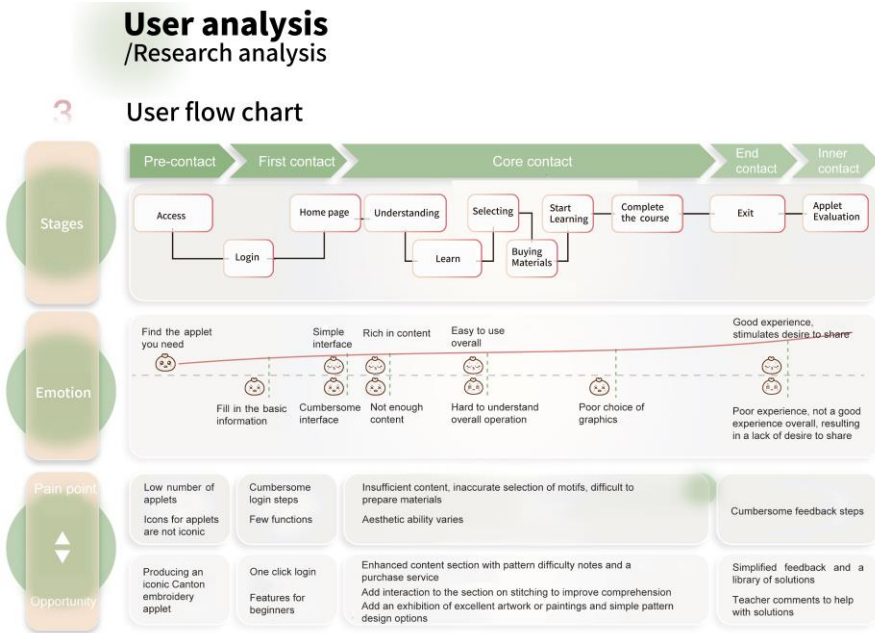 User analysis
/Research analysis
3
User flow chart
Pre-contact
First contact
Core contact
End
contact
Inner
contact
Stages
Access
Login
Home page
Understanding
Learn
Selecting
Buying
Materials
Start
Learning
Complete
the course
Exit
Applet
Evaluation
Emotion
Find the applet
you need
Simple
interface
Rich in content
Easy to use
overall
Good experience,
stimulates desire to share
Fill in the basic
information
Cumbersome
interface
Not enough
content
Hard to understand
overall operation
Poor choice of
graphics
Poor experience, not a good
experience overall, resulting
in a lack of desire to share
Pain point
Low number of
applets
Icons for applets
are not iconic
Cumbersome
login steps
Few functions
Insufficient content, inaccurate selection of motifs, difficult to
prepare materials
Aesthetic ability varies
Cumbersome feedback steps
Opportunity
Producing an
iconic Canton
embroidery
applet
One click login
Features for
beginners
Enhanced content section with pattern difficulty notes and a
purchase service
Add interaction to the section on stitching to improve comprehension
Add an exhibition of excellent artwork or paintings and simple pattern
design options
Simplified feedback and a
library of solutions
Teacher comments to help
with solutions